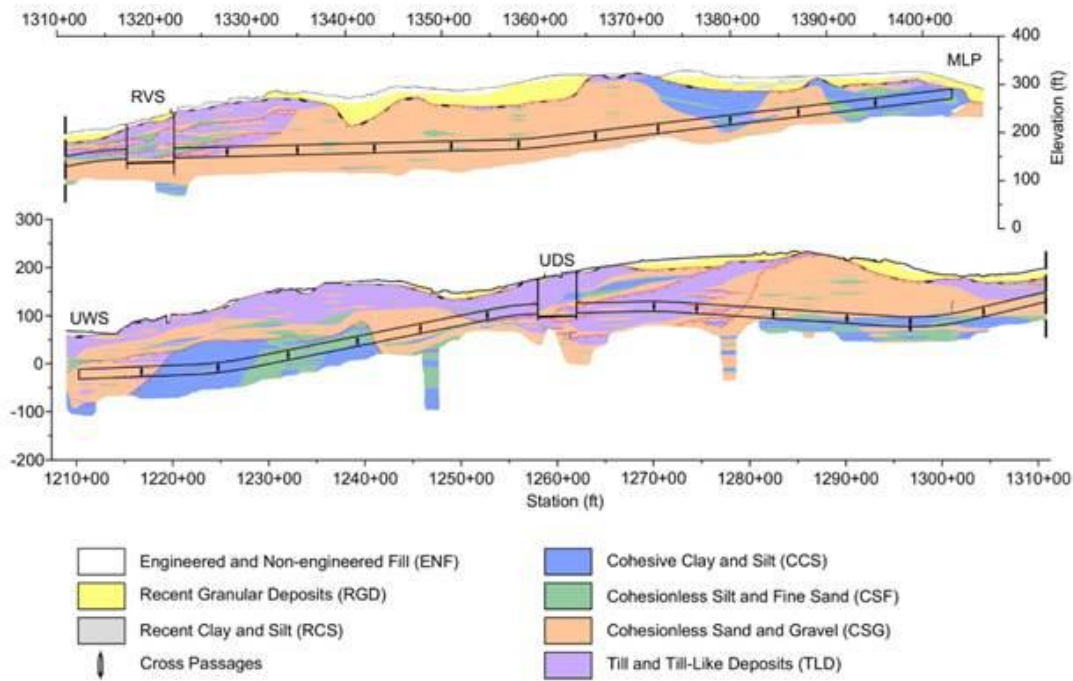 1310+00 1320+00 1330+00 1340+00 1350+00 1360+00 1370+00 1380+00 1390+00 1400+00
400
MLP
RVS
300
200
Elevation (ft)
100
0
300
200
UDS
UWS
100
0
-100
-200
1210+00 1220+00 1230+00 1240+00 1250+00 1260+00 1270+00 1280+00 1290+00 1300+00 1310+00
Station (ft)
Engineered and Non-engineered Fill (ENF)
Recent Granular Deposits (RGD)
Recent Clay and Silt (RCS)
Cross Passages
Cohesive Clay and Silt (CCS)
Cohesionless Silt and Fine Sand (CSF)
Cohesionless Sand and Gravel (CSG)
Till and Till-Like Deposits (TLD)